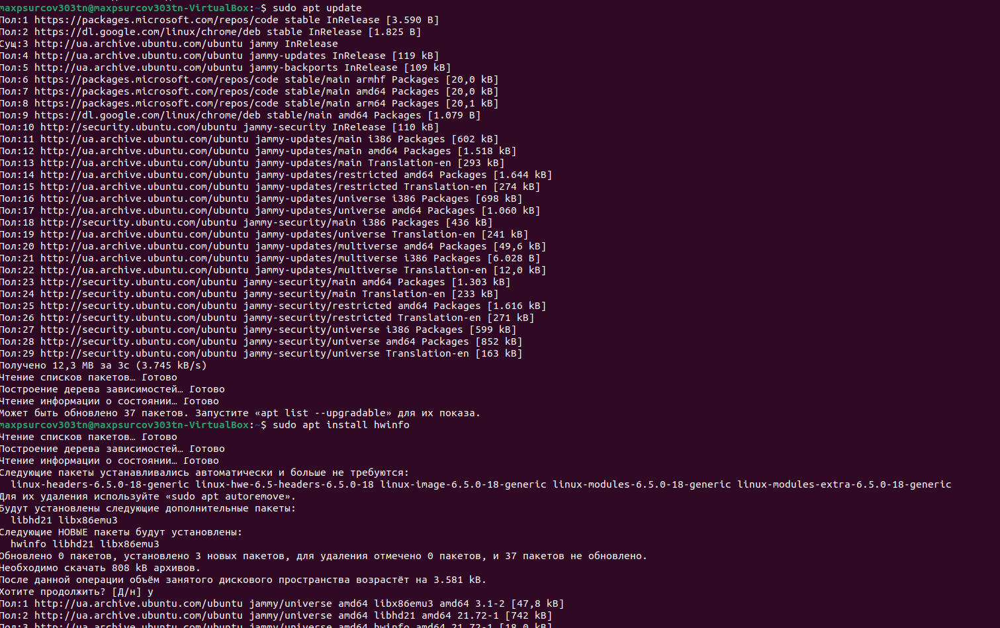 maxpsurcov303tn@maxpsurcov303tn-VirtualBox:~$ sudo apt update
Пол:1 https://packages.microsoft.com/repos/code stable InRelease [3.590 B]
Пол:2 https://dl.google.com/linux/chrome/deb stable InRelease [1.825 B]
Сущ:3 http://ua.archive.ubuntu.com/ubuntu jammy InRelease
Пол:4 http://ua.archive.ubuntu.com/ubuntu jammy-updates InRelease [119 kB]
Пол:5 http://ua.archive.ubuntu.com/ubuntu jammy-backports InRelease [109 kB]
Пол:6 https://packages.microsoft.com/repos/code stable/main armhf Packages [20,0 kB]
Пол:7 https://packages.microsoft.com/repos/code stable/main amd64 Packages [20,0 kB]
Пол:8 https://packages.microsoft.com/repos/code stable/main arm64 Packages [20,1 kB]
Пол:9 https://dl.google.com/linux/chrome/deb stable/main amd64 Packages [1.079 B]
Пол:10 http://security.ubuntu.com/ubuntu jammy-security InRelease [110 kB]
Пол:11 http://ua.archive.ubuntu.com/ubuntu jammy-updates/main i386 Packages [602 kB]
Пол:12 http://ua.archive.ubuntu.com/ubuntu jammy-updates/main amd64 Packages [1.518 kB]
Пол:13 http://ua.archive.ubuntu.com/ubuntu jammy-updates/main Translation-en [293 kB]
Пол:14 http://ua.archive.ubuntu.com/ubuntu jammy-updates/restricted amd64 Packages [1.644 kB]
Пол:15 http://ua.archive.ubuntu.com/ubuntu jammy-updates/restricted Translation-en [274 kB]
Пол:16 http://ua.archive.ubuntu.com/ubuntu jammy-updates/universe i386 Packages [698 kB]
Пол:17 http://ua.archive.ubuntu.com/ubuntu jammy-updates/universe amd64 Packages [1.060 kB]
Пол:18 http://security.ubuntu.com/ubuntu jammy-security/main i386 Packages [436 kB]
Пол:19 http://ua.archive.ubuntu.com/ubuntu jammy-updates/universe Translation-en [241 kB]
Пол:20 http://ua.archive.ubuntu.com/ubuntu jammy-updates/multiverse amd64 Packages [49,6 kB]
Пол:21 http://ua.archive.ubuntu.com/ubuntu jammy-updates/multiverse i386 Packages [6.028 B]
Пол:22 http://ua.archive.ubuntu.com/ubuntu jammy-updates/multiverse Translation-en [12,0 kB]
Пол:23 http://security.ubuntu.com/ubuntu jammy-security/main amd64 Packages [1.303 kB]
Пол:24 http://security.ubuntu.com/ubuntu jammy-security/main Translation-en [233 kB]
Пол:25 http://security.ubuntu.com/ubuntu jammy-security/restricted amd64 Packages [1.616 kB]
Пол:26 http://security.ubuntu.com/ubuntu jammy-security/restricted Translation-en [271 kB]
Пол:27 http://security.ubuntu.com/ubuntu jammy-security/universe i386 Packages [599 kB]
Пол:28 http://security.ubuntu.com/ubuntu jammy-security/universe amd64 Packages [852 kB]
Пол:29 http://security.ubuntu.com/ubuntu jammy-security/universe Translation-en [163 kB]
Получено 12,3 MB за 3с (3.745 kB/s)
Чтение списков пакетов… Готово
Построение дерева зависимостей… Готово
Чтение информации о состоянии… Готово
Может быть обновлено 37 пакетов. Запустите «apt list --upgradable» для их показа.
maxpsurcov303tn@maxpsurcov303tn-VirtualBox:~$ sudo apt install hwinfo
Чтение списков пакетов… Готово
Построение дерева зависимостей… Готово
Чтение информации о состоянии… Готово
Следующие пакеты устанавливались автоматически и больше не требуются:
linux-headers-6.5.0-18-generic linux-hwe-6.5-headers-6.5.0-18 linux-image-6.5.0-18-generic linux-modules-6.5.0-18-generic linux-modules-extra-6.5.0-18-generic
Для их удаления используйте «sudo apt autoremove».
Будут установлены следующие дополнительные пакеты:
libhd21 libx86emu3
Следующие НОВЫЕ пакеты будут установлены:
hwinfo libhd21 libx86emu3
Обновлено 0 пакетов, установлено 3 новых пакетов, для удаления отмечено 0 пакетов, и 37 пакетов не обновлено.
Необходимо скачать 808 kB архивов.
После данной операции объём занятого дискового пространства возрастёт на 3.581 kB.
Хотите продолжить? [Д/н] y
Пол:1 http://ua.archive.ubuntu.com/ubuntu jammy/universe amd64 libx86emu3 amd64 3.1-2 [47,8 kB]
Пол:2 http://ua.archive.ubuntu.com/ubuntu jammy/universe amd64 libhd21 amd64 21.72-1 [742 kB]
Пол:3 http://ua.archive.ubuntu.com/ubuntu jammy/universe amd64 hwinfo amd64 21.72-1 [18,0 kB]